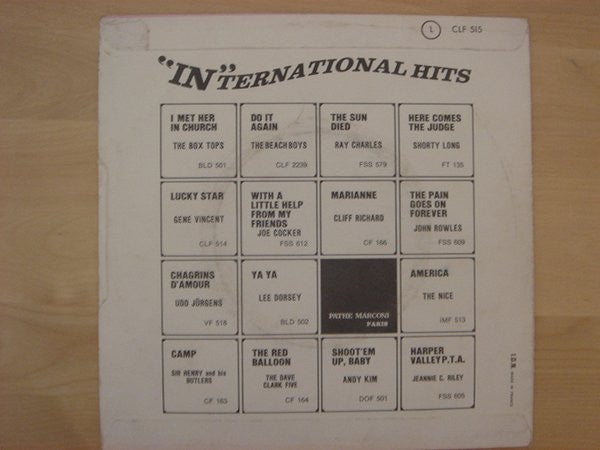 L CLF 515
"IN"TERNATIONAL HITS
I MET HER
IN CHURCH
THE BOX TOPS
BLD 501
DO IT
AGAIN
THE BEACH BOYS
CLF 2239
THE SUN
DIED
RAY CHARLES
FSS 579
HERE COMES
THE JUDGE
SHORTY LONG
FT 135
LUCKY STAR
GENE VINCENT
CLF 514
WITH A
LITTLE HELP
FROM MY
FRIENDS
JOE COCKER
FSS 612
MARIANNE
CLIFF RICHARD
CF 166
THE PAIN
GOES ON
FOREVER
JOHN ROWLES
FSS 609
CHAGRINS
D'AMOUR
UDO JÜRGENS
VF 518
YA YA
LEE DORSEY
BLD 502
PATHE MARCONI
PARIS
AMERICA
THE NICE
IMF 513
CAMP
SIR HENRY and his
BUTLERS
CF 163
THE RED
BALLOON
THE DAVE
CLARK FIVE
CF 164
SHOOT'EM
UP, BABY
ANDY KIM
DOF 501
HARPER
VALLEY P.T.A.
JEANNIE C. RILEY
FSS 605